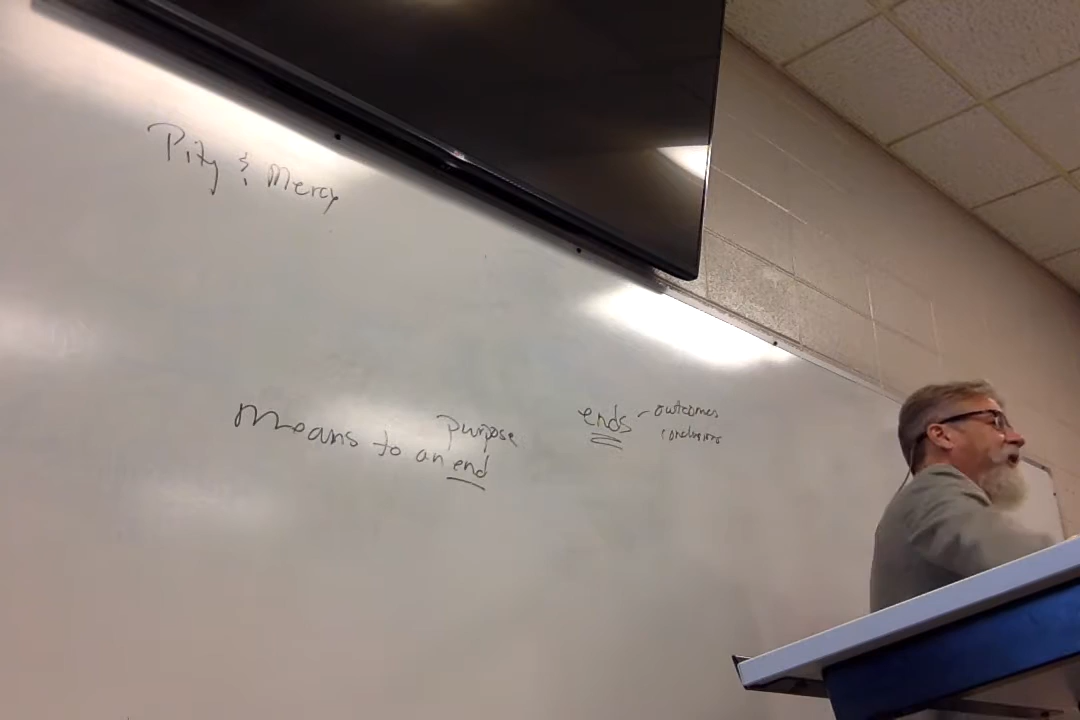 Pity & Mercy
purpose
means to an end
ends - outcomes
conclusions